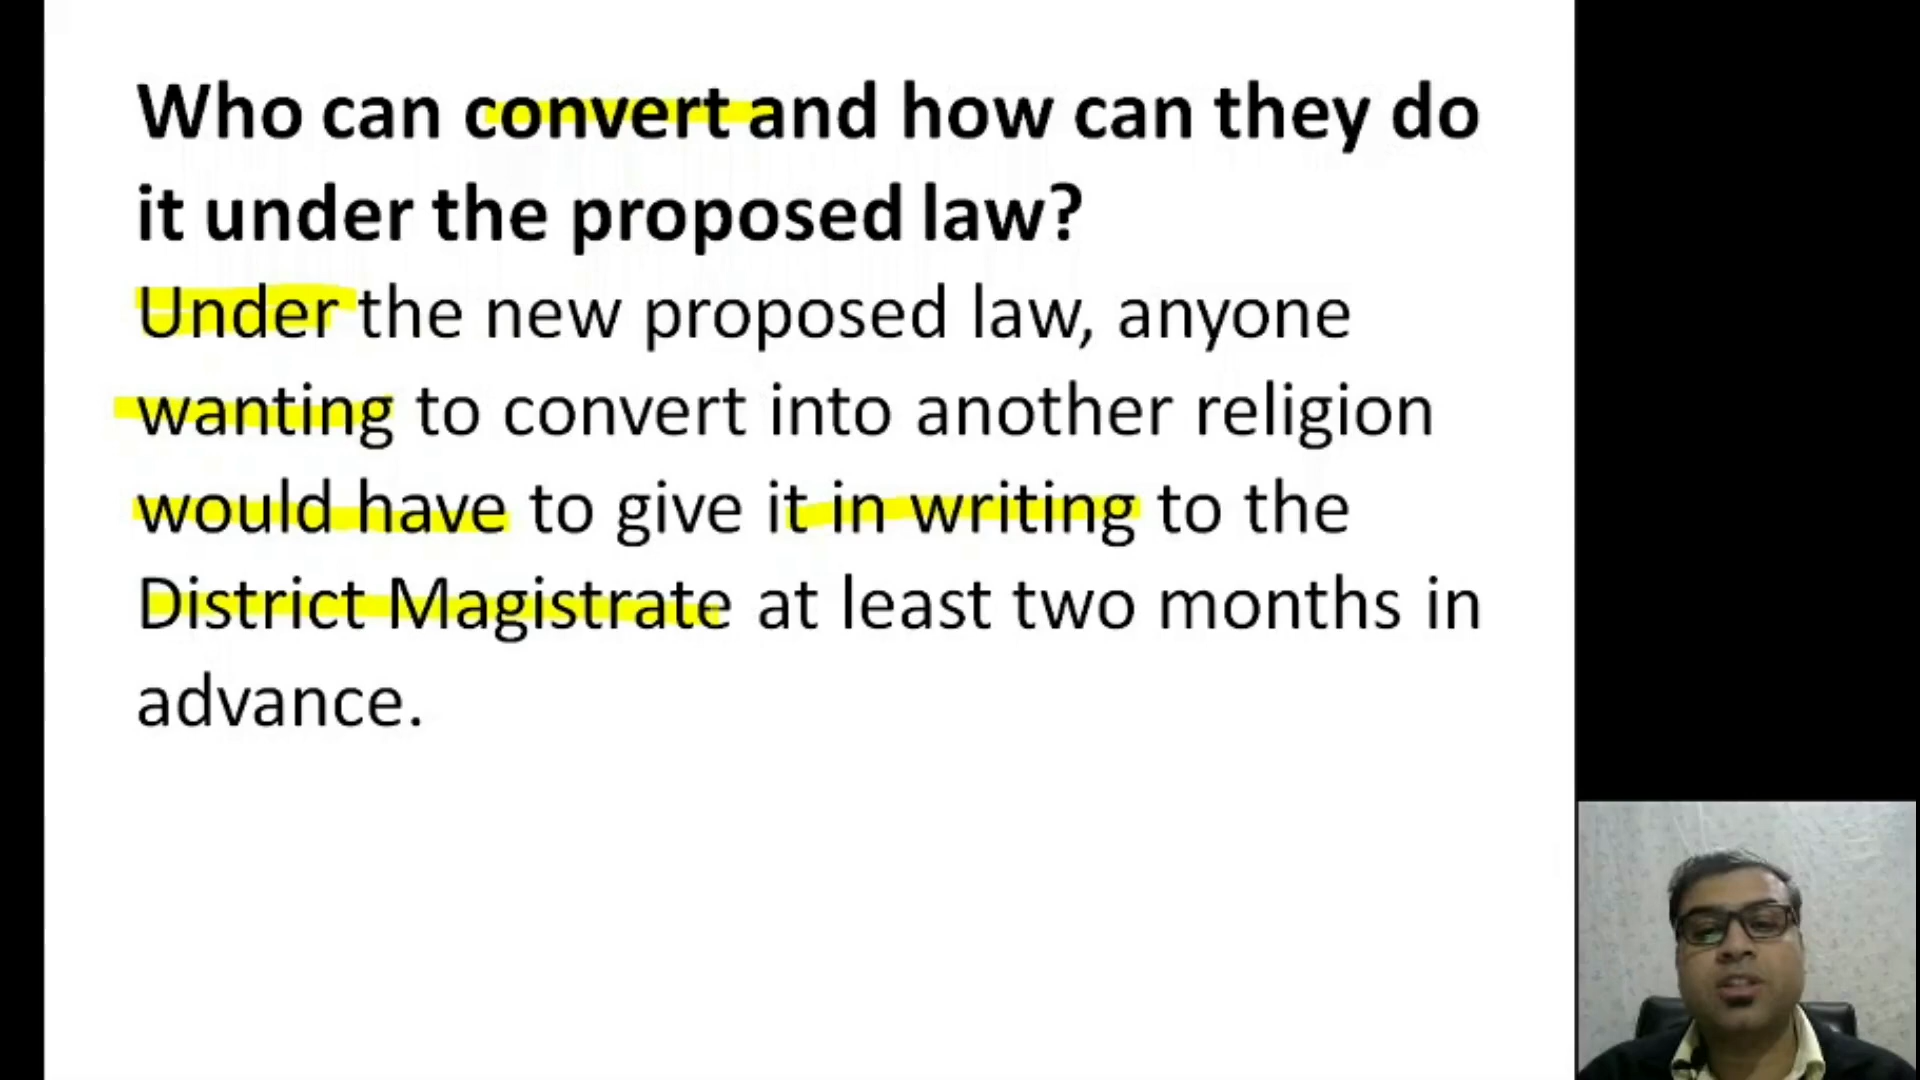 Who can convert and how can they do
it under the proposed law?
Under the new proposed law, anyone
wanting to convert into another religion
would have to give it in writing to the
District Magistrate at least two months in
advance.